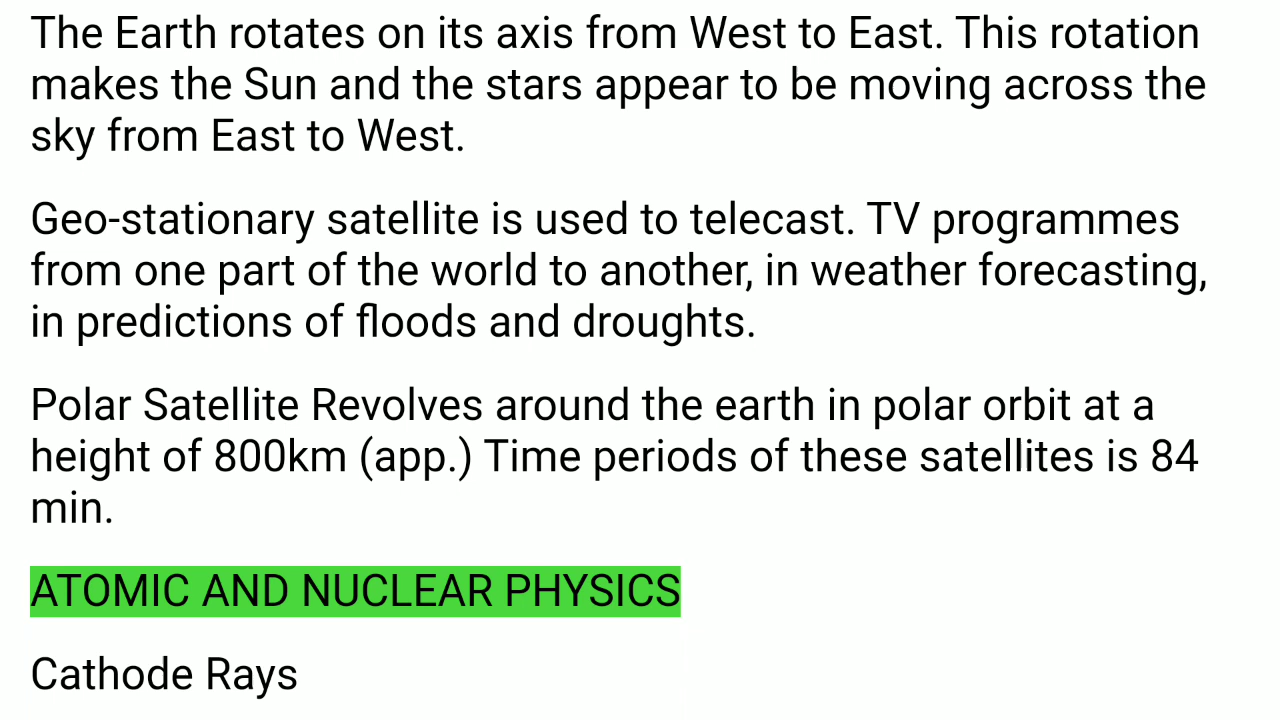 The Earth rotates on its axis from West to East. This rotation
makes the Sun and the stars appear to be moving across the
sky from East to West.
Geo-stationary satellite is used to telecast. TV programmes
from one part of the world to another, in weather forecasting,
in predictions of floods and droughts.
Polar Satellite Revolves around the earth in polar orbit at a
height of 800km (app.) Time periods of these satellites is 84
min.
ATOMIC AND NUCLEAR PHYSICS
Cathode Rays